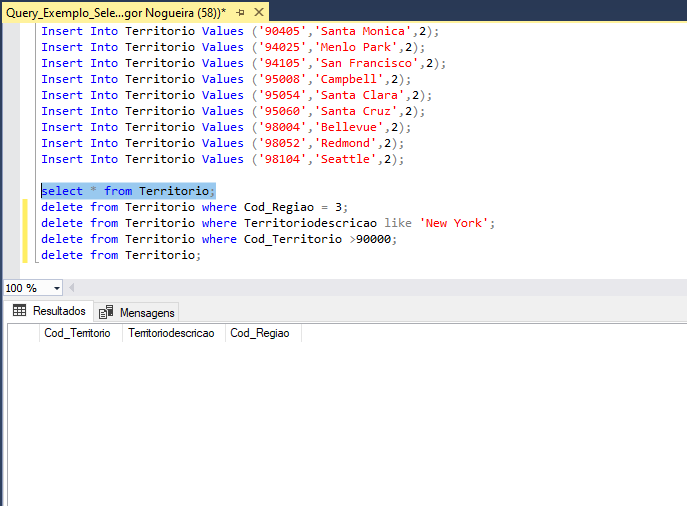 Query_Exemplo_Sele...gor Nogueira (58))*
Insert Into Territorio Values ('90405','Santa Monica',2);
Insert Into Territorio Values ('94025','Menlo Park',2);
Insert Into Territorio Values ('94105','San Francisco',2);
Insert Into Territorio Values ('95008','Campbell',2);
Insert Into Territorio Values ('95054','Santa Clara',2);
Insert Into Territorio Values ('95060','Santa Cruz',2);
Insert Into Territorio Values ('98004','Bellevue',2);
Insert Into Territorio Values ('98052','Redmond',2);
Insert Into Territorio Values ('98104','Seattle',2);
select * from Territorio;
delete from Territorio where Cod_Regiao = 3;
delete from Territorio where Territoriodescricao like 'New York';
delete from Territorio where Cod_Territorio >90000;
delete from Territorio;
100 %
Resultados Mensagens
Cod_Territorio Territoriodescricao Cod_Regiao